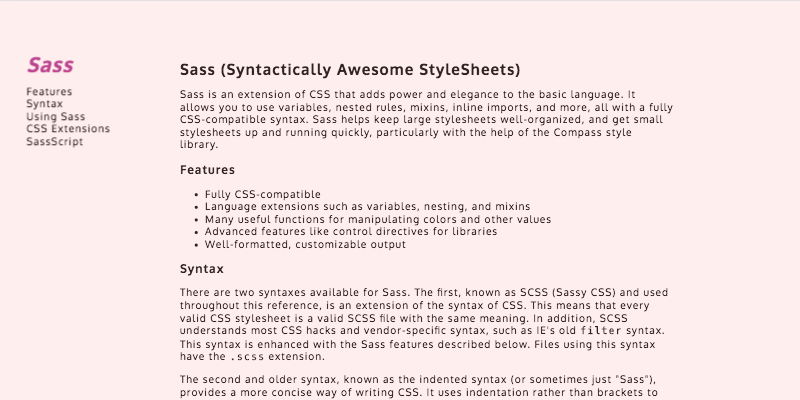 Sass
Features
Syntax
Using Sass
CSS Extensions
SassScript
Sass (Syntactically Awesome StyleSheets)
Sass is an extension of CSS that adds power and elegance to the basic language. It
allows you to use variables, nested rules, mixins, inline imports, and more, all with a fully
CSS-compatible syntax. Sass helps keep large stylesheets well-organized, and get small
stylesheets up and running quickly, particularly with the help of the Compass style
library.
Features
• Fully CSS-compatible
• Language extensions such as variables, nesting, and mixins
• Many useful functions for manipulating colors and other values
• Advanced features like control directives for libraries
• Well-formatted, customizable output
Syntax
There are two syntaxes available for Sass. The first, known as SCSS (Sassy CSS) and used
throughout this reference, is an extension of the syntax of CSS. This means that every
valid CSS stylesheet is a valid SCSS file with the same meaning. In addition, SCSS
understands most CSS hacks and vendor-specific syntax, such as IE's old filter syntax.
This syntax is enhanced with the Sass features described below. Files using this syntax
have the .scss extension.
The second and older syntax, known as the indented syntax (or sometimes just "Sass"),
provides a more concise way of writing CSS. It uses indentation rather than brackets to